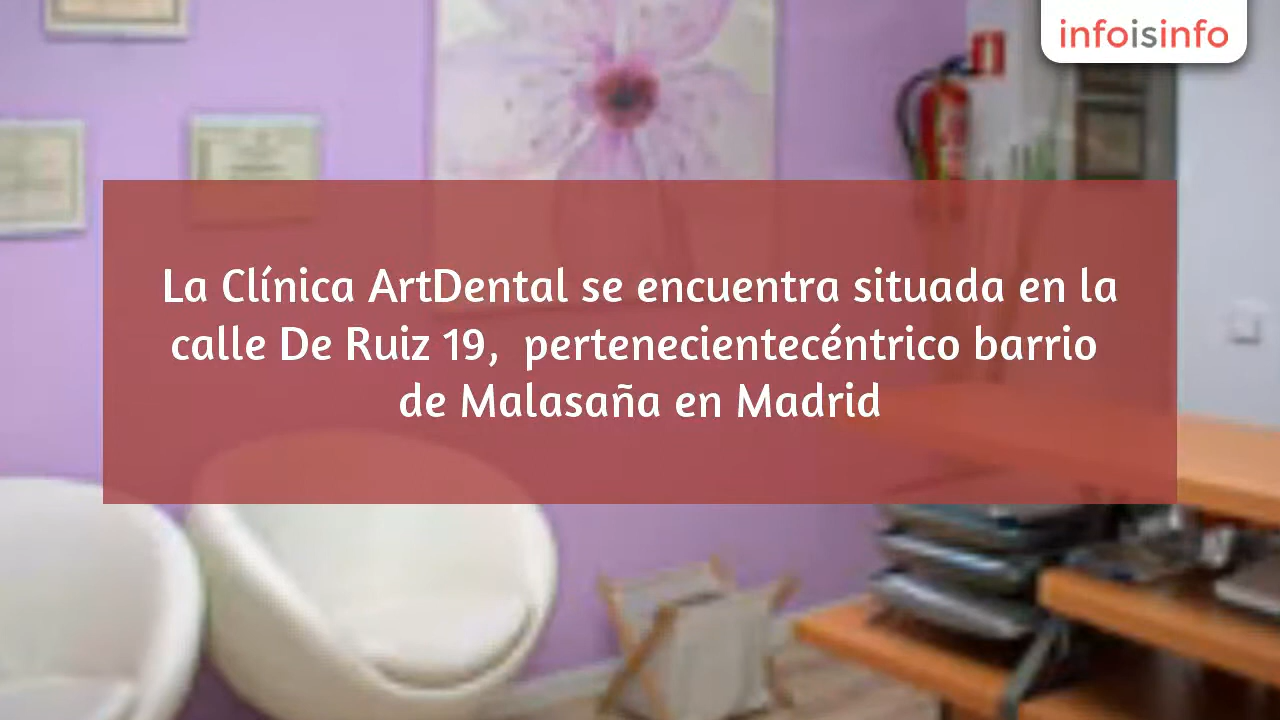 infoisinfo
La Clínica ArtDental se encuentra situada en la
calle De Ruiz 19,  pertenecientecéntrico barrio
de Malasaña en Madrid